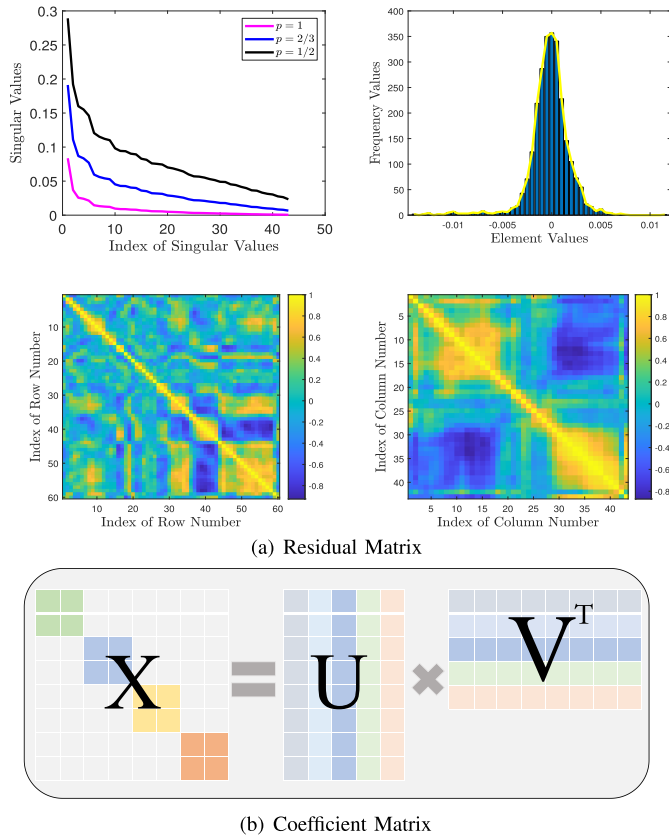 0.3
0.25
0.2
0.15
0.1
0.05
0
Singular Values
p = 1
p = 2/3
p = 1/2
0 10 20 30 40 50
Index of Singular Values
400
350
300
250
200
150
100
50
0
Frequency Values
-0.01 -0.005 0 0.005 0.01
Element Values
10
20
30
40
50
60
Index of Row Number
10 20 30 40 50 60
Index of Row Number
1
0.8
0.6
0.4
0.2
0
-0.2
-0.4
-0.6
-0.8
5
10
15
20
25
30
35
40
Index of Column Number
5 10 15 20 25 30 35 40
Index of Column Number
1
0.8
0.6
0.4
0.2
0
-0.2
-0.4
-0.6
-0.8
(a) Residual Matrix
X = U × V^T
(b) Coefficient Matrix